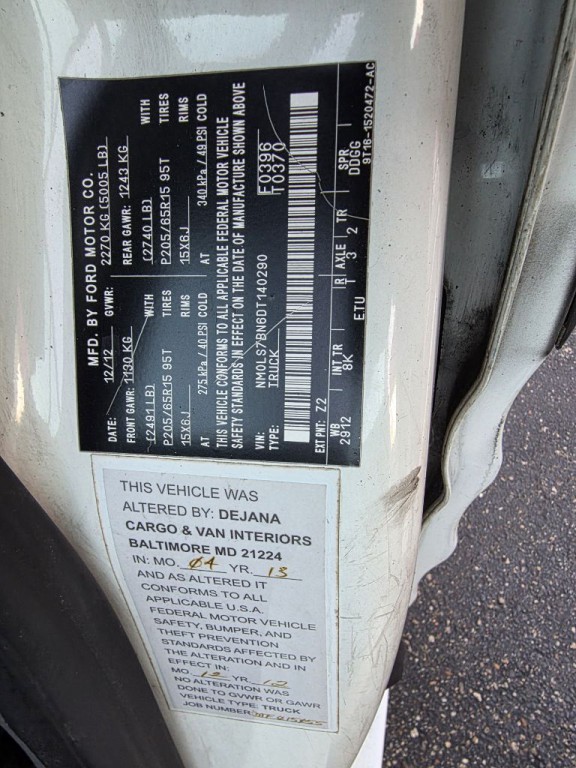 MFD. BY FORD MOTOR CO.
DATE: 12/12 GVWR: 2270 KG (5005 LB)
FRONT GAWR: 1130 KG REAR GAWR: 1243 KG
(2491 LB) WITH (2740 LB) WITH
P205/65R15 95T TIRES P205/65R15 95T TIRES
15X6J RIMS 15X6J RIMS
AT 275 kPa / 40 PSI COLD AT 340 kPa / 49 PSI COLD
THIS VEHICLE CONFORMS TO ALL APPLICABLE FEDERAL MOTOR VEHICLE
SAFETY STANDARDS IN EFFECT ON THE DATE OF MANUFACTURE SHOWN ABOVE
VIN: NM0LS7BN6DT140290 F0396
TYPE: TRUCK T0370
EXT PNT: Z2
WB INT TR R AXLE TR SPR
2912 8K 1 3 2 DDGG
ETU 9T16-1520472-AC
THIS VEHICLE WAS
ALTERED BY: DEJANA
CARGO & VAN INTERIORS
BALTIMORE MD 21224
IN: MO. 04 YR. 13
AND AS ALTERED IT
CONFORMS TO ALL
APPLICABLE U.S.A.
FEDERAL MOTOR VEHICLE
SAFETY, BUMPER, AND
THEFT PREVENTION
STANDARDS AFFECTED BY
THE ALTERATION AND IN
EFFECT IN:
MO. 12 YR. 12
NO ALTERATION WAS
DONE TO GVWR OR GAWR
VEHICLE TYPE: TRUCK
JOB NUMBER: